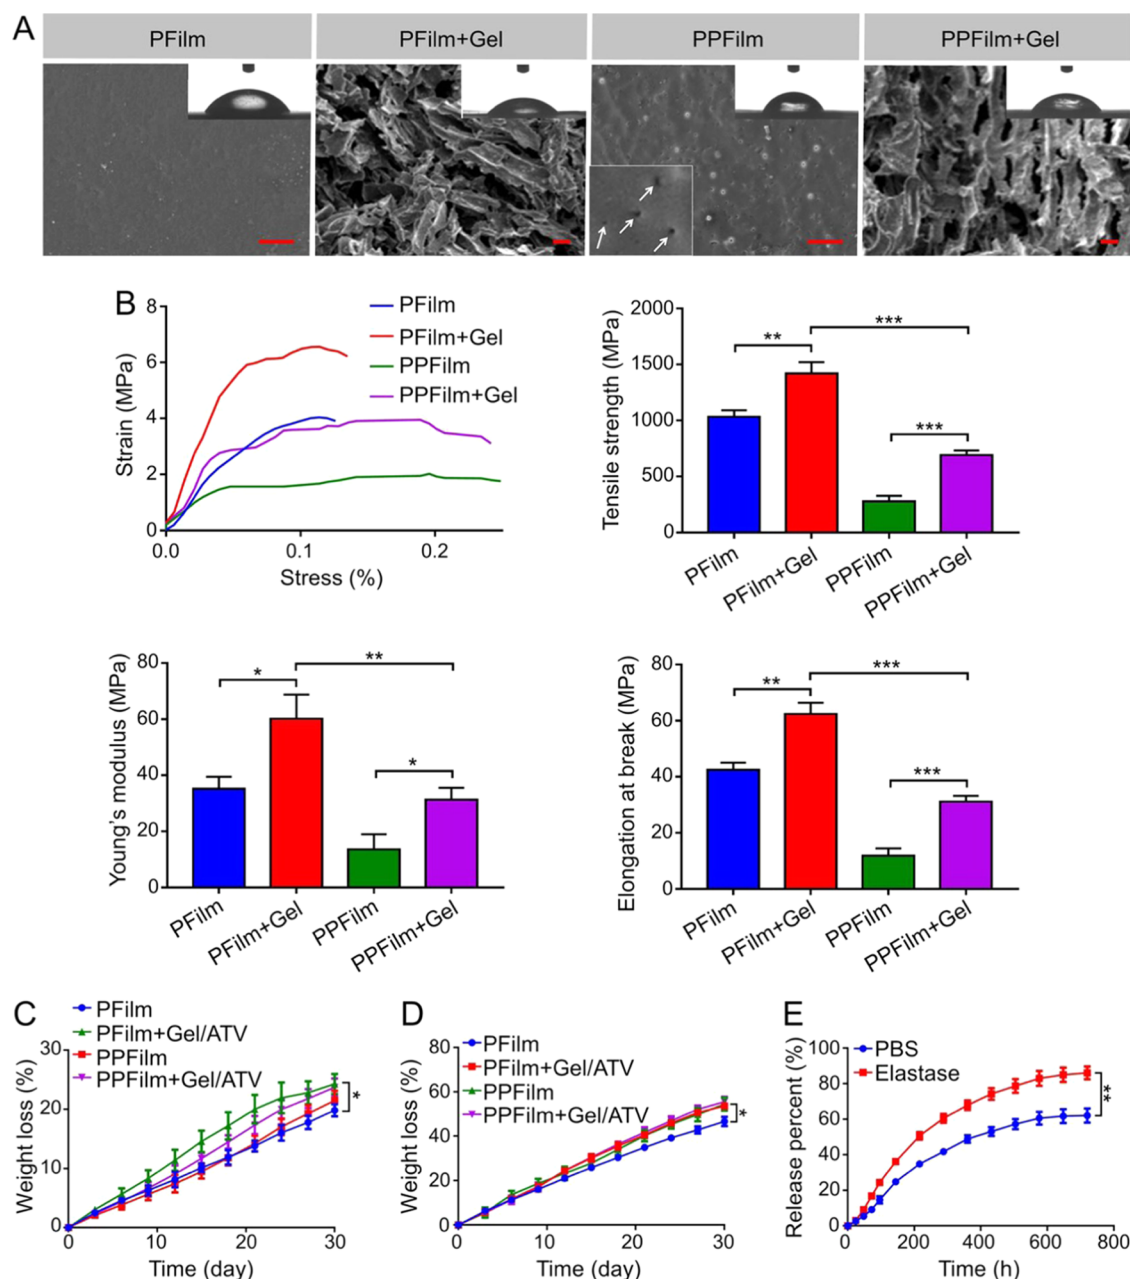 A
PFilm
PFilm+Gel
PPFilm
PPFilm+Gel
B
8
6
4
2
0
Strain (MPa)
0.0
0.1
0.2
Stress (%)
PFilm
PFilm+Gel
PPFilm
PPFilm+Gel
2000
1500
1000
500
0
Tensile strength (MPa)
**
***
***
PFilm
PFilm+Gel
PPFilm
PPFilm+Gel
80
60
40
20
0
Young's modulus (MPa)
*
**
*
PFilm
PFilm+Gel
PPFilm
PPFilm+Gel
80
60
40
20
0
Elongation at break (MPa)
**
***
***
PFilm
PFilm+Gel
PPFilm
PPFilm+Gel
C
PFilm
PFilm+Gel/ATV
PPFilm
PPFilm+Gel/ATV
30
20
10
0
Weight loss (%)
*
0
10
20
30
Time (day)
D
PFilm
PFilm+Gel/ATV
PPFilm
PPFilm+Gel/ATV
80
60
40
20
0
Weight loss (%)
*
0
10
20
30
Time (day)
E
PBS
Elastase
100
80
60
40
20
0
Release percent (%)
**
0
200
400
600
800
Time (h)